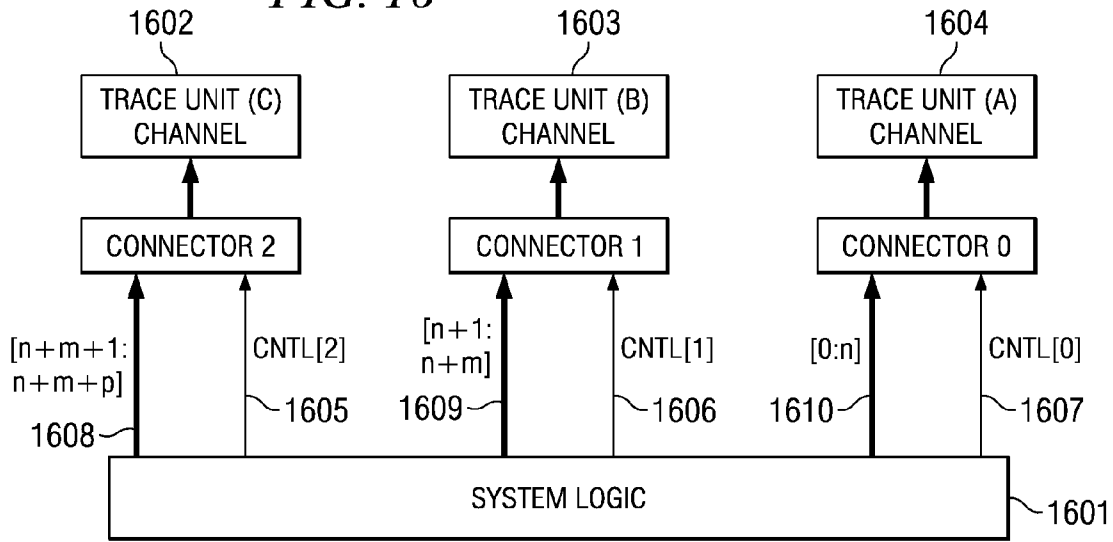 1602
1603
1604
TRACE UNIT (C)
CHANNEL
TRACE UNIT (B)
CHANNEL
TRACE UNIT (A)
CHANNEL
CONNECTOR 2
CONNECTOR 1
CONNECTOR 0
[n+m+1:
n+m+p]
CNTL[2]
[n+1:
n+m]
CNTL[1]
[0:n]
CNTL[0]
1608
1605
1609
1606
1610
1607
SYSTEM LOGIC
1601